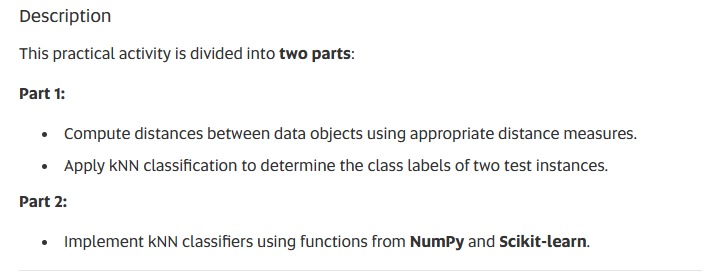 Description
This practical activity is divided into two parts:
Part 1:
• Compute distances between data objects using appropriate distance measures.
• Apply kNN classification to determine the class labels of two test instances.
Part 2:
• Implement kNN classifiers using functions from NumPy and Scikit-learn.